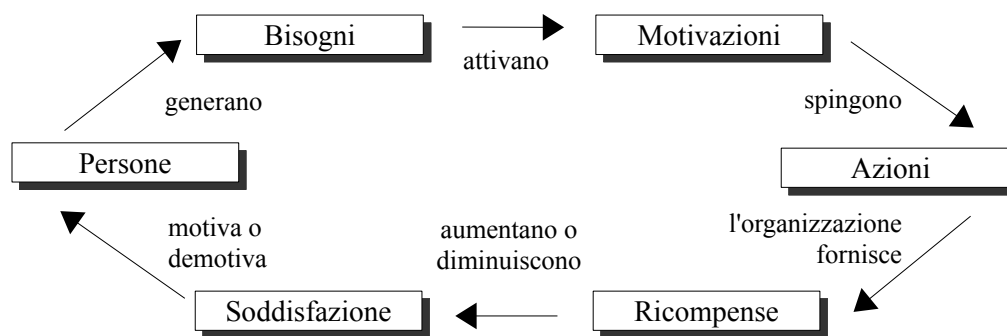 Bisogni
attivano
Motivazioni
generano
spingono
Persone
Azioni
motiva o
demotiva
aumentano o
diminuiscono
l'organizzazione
fornisce
Soddisfazione
Ricompense